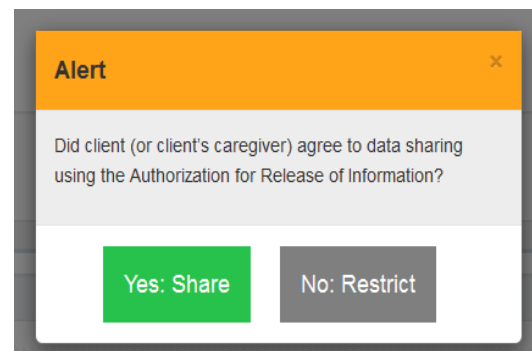 Alert
×
Did client (or client's caregiver) agree to data sharing
using the Authorization for Release of Information?
Yes: Share
No: Restrict